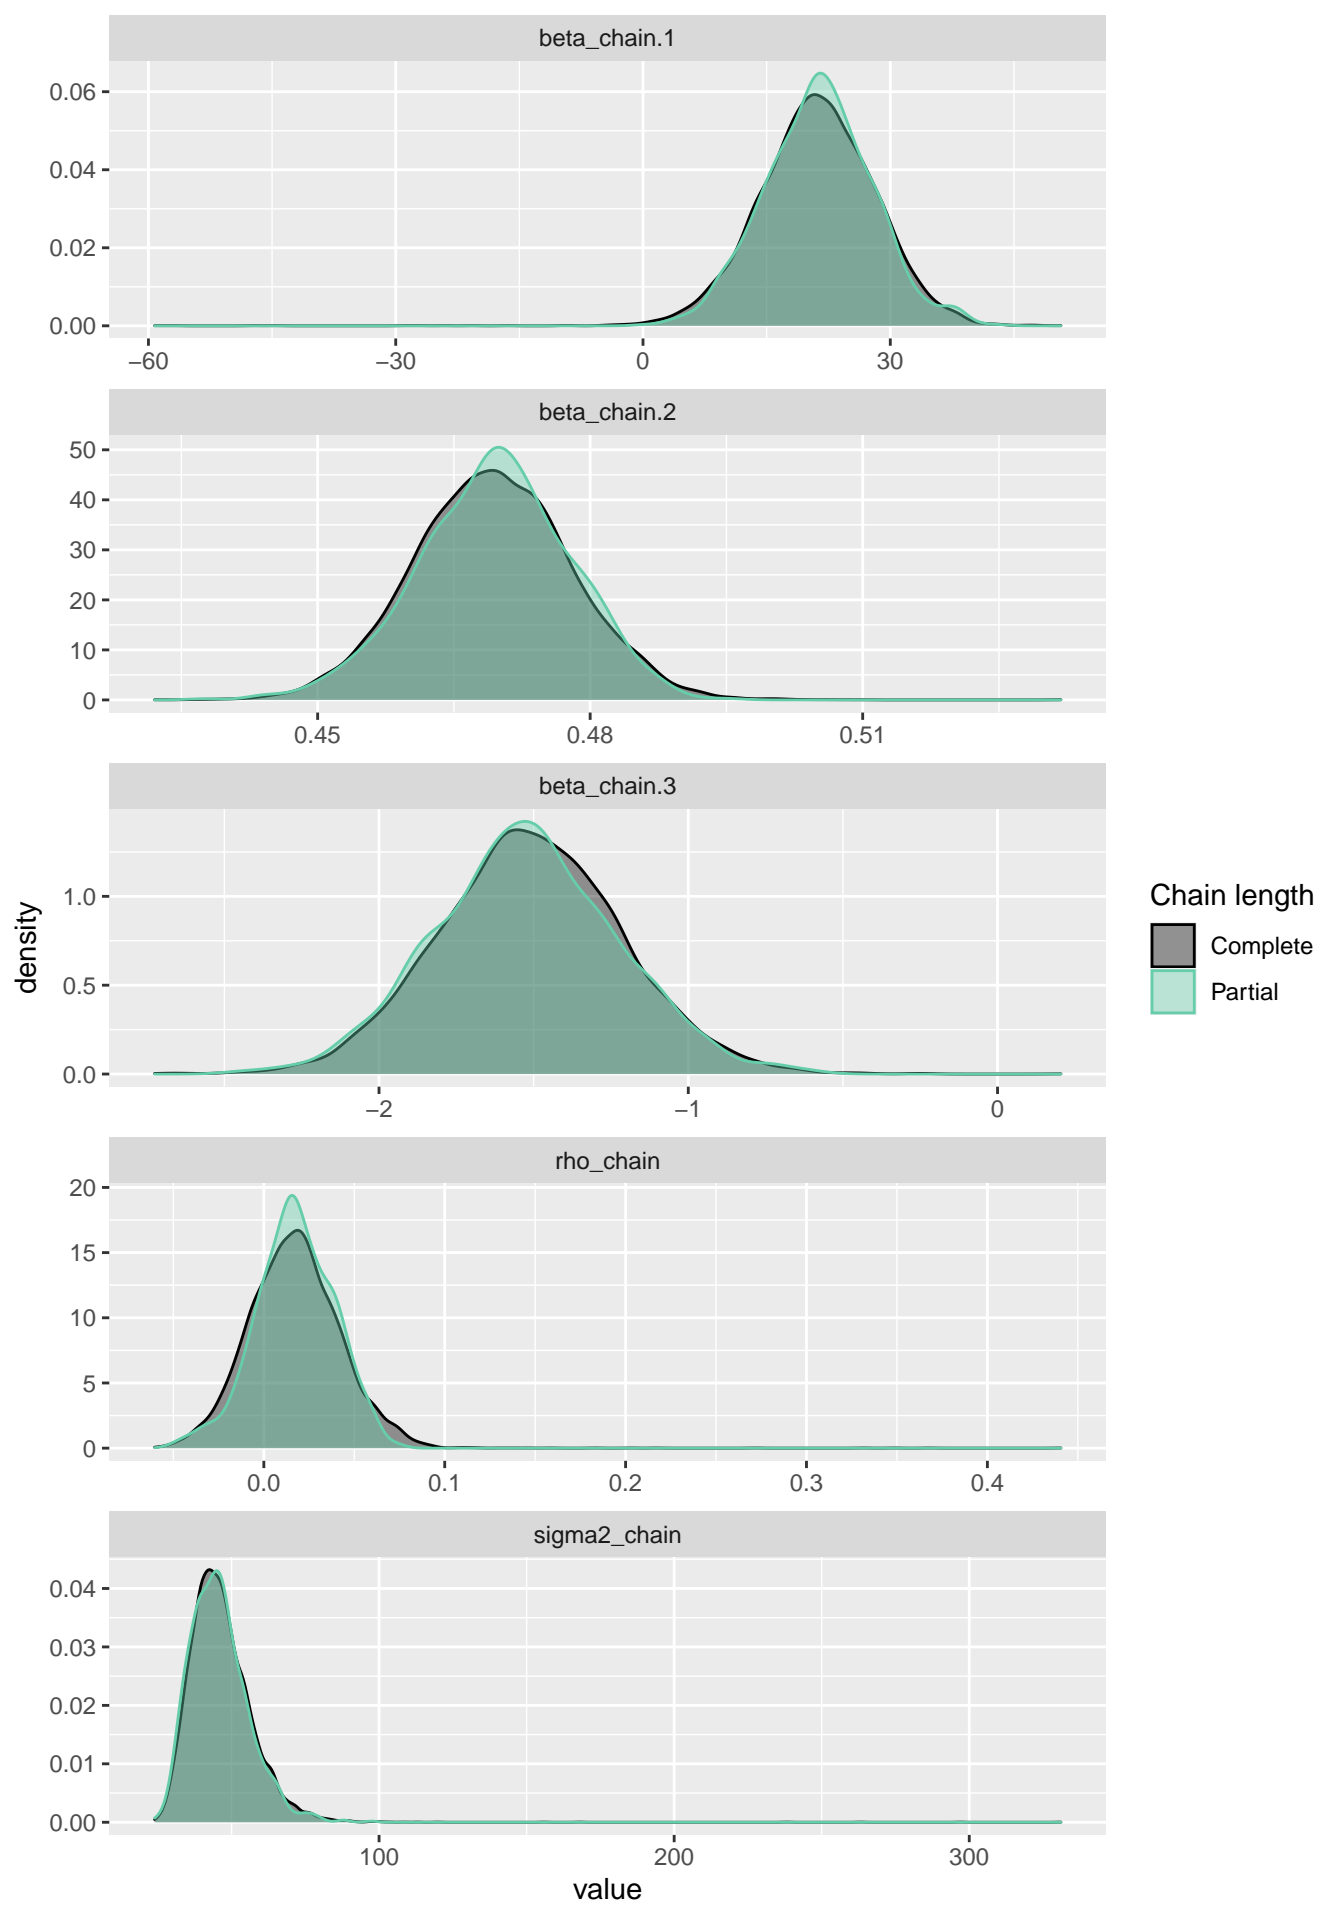 beta_chain.1
0.06
0.04
0.02
0.00
−60 −30 0 30
beta_chain.2
50
40
30
20
10
0
0.45 0.48 0.51
beta_chain.3
1.0
0.5
0.0
−2 −1 0
density
Chain length
Complete
Partial
rho_chain
20
15
10
5
0
0.0 0.1 0.2 0.3 0.4
sigma2_chain
0.04
0.03
0.02
0.01
0.00
100 200 300
value